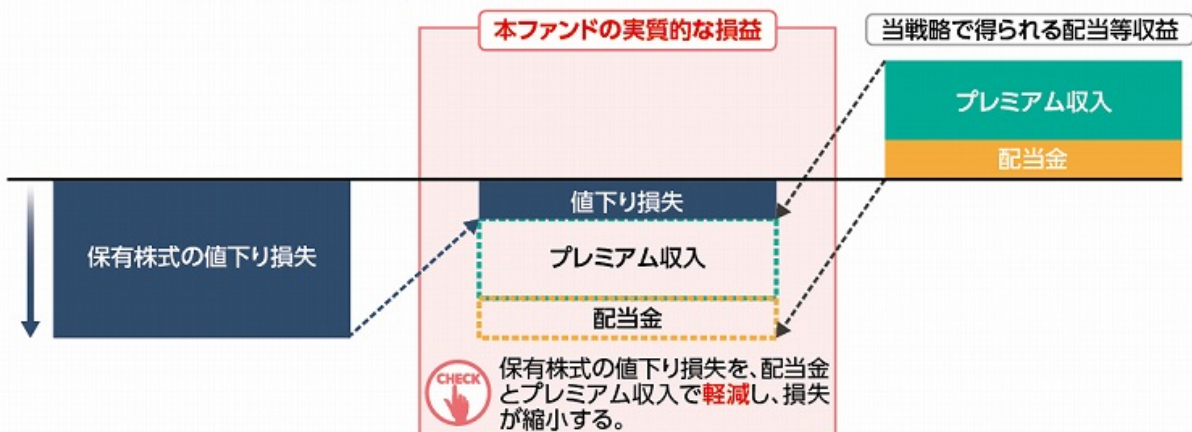 本ファンドの実質的な損益
当戦略で得られる配当等収益
プレミアム収入
配当金
保有株式の値下り損失
値下り損失
プレミアム収入
配当金
CHECK
保有株式の値下り損失を、配当金
とプレミアム収入で軽減し、損失
が縮小する。